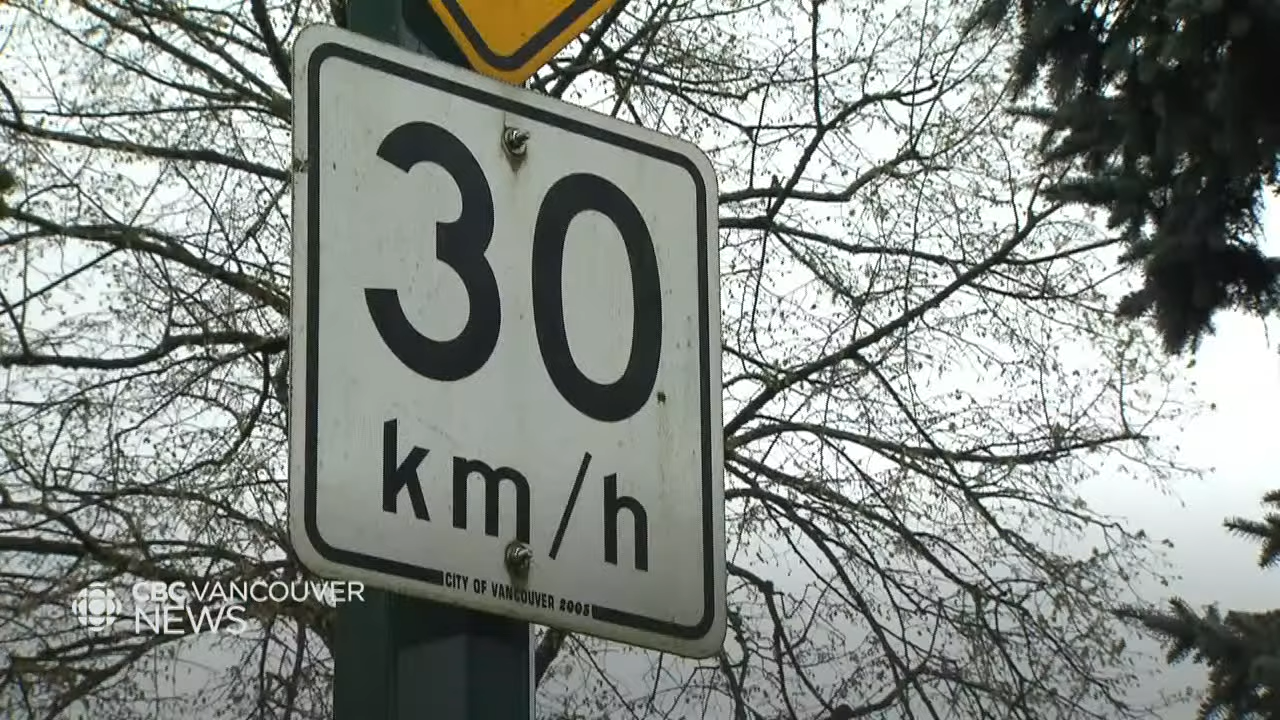 30
km/h
CITY OF VANCOUVER 2005
CBC VANCOUVER
NEWS